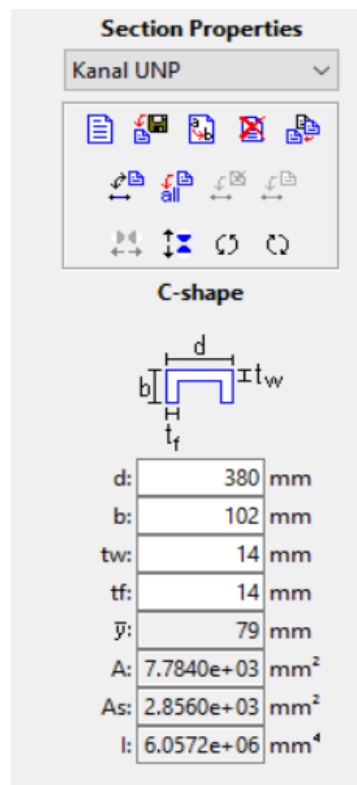 Section Properties
Kanal UNP
a
b
all
C-shape
d
b
tw
tf
d: 380 mm
b: 102 mm
tw: 14 mm
tf: 14 mm
y̅: 79 mm
A: 7.7840e+03 mm²
As: 2.8560e+03 mm²
I: 6.0572e+06 mm⁴